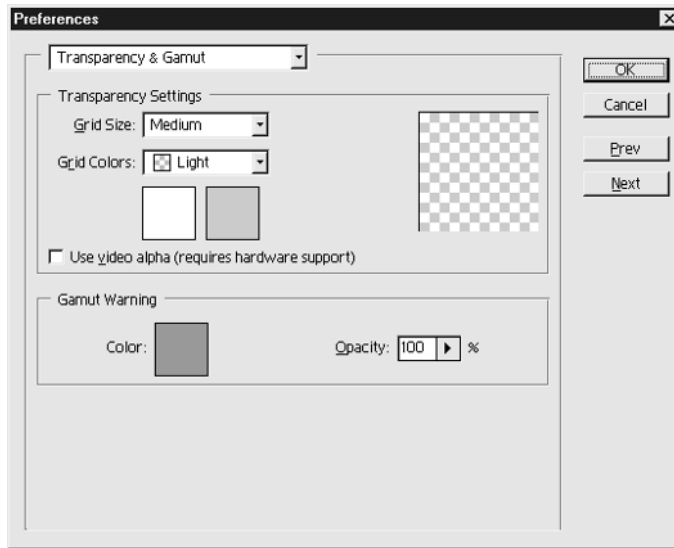 Preferences
Transparency & Gamut
OK
Cancel
Prev
Next
Transparency Settings
Grid Size: Medium
Grid Colors: Light
Use video alpha (requires hardware support)
Gamut Warning
Color:
Opacity: 100 %